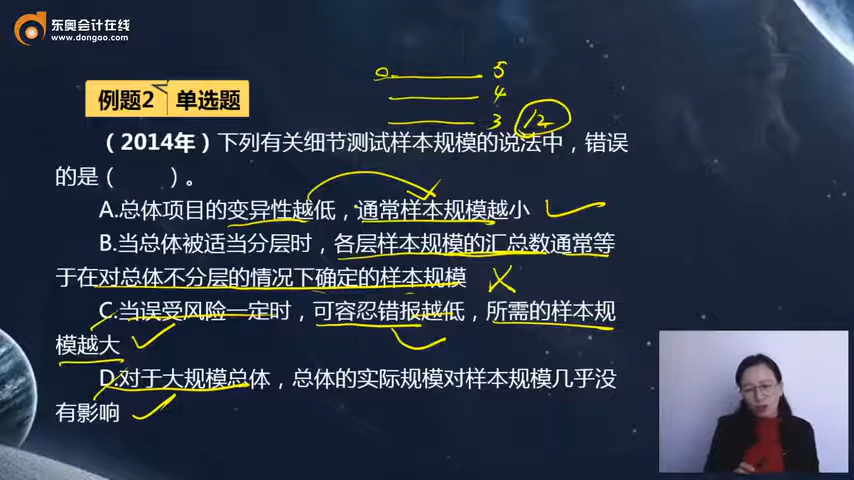 东奥会计在线
www.dongao.com
5
4
3 12
例题2 单选题
（2014年）下列有关细节测试样本规模的说法中，错误
的是（ ）。
A.总体项目的变异性越低，通常样本规模越小
B.当总体被适当分层时，各层样本规模的汇总数通常等
于在对总体不分层的情况下确定的样本规模
C.当误受风险一定时，可容忍错报越低，所需的样本规
模越大
D.对于大规模总体，总体的实际规模对样本规模几乎没
有影响